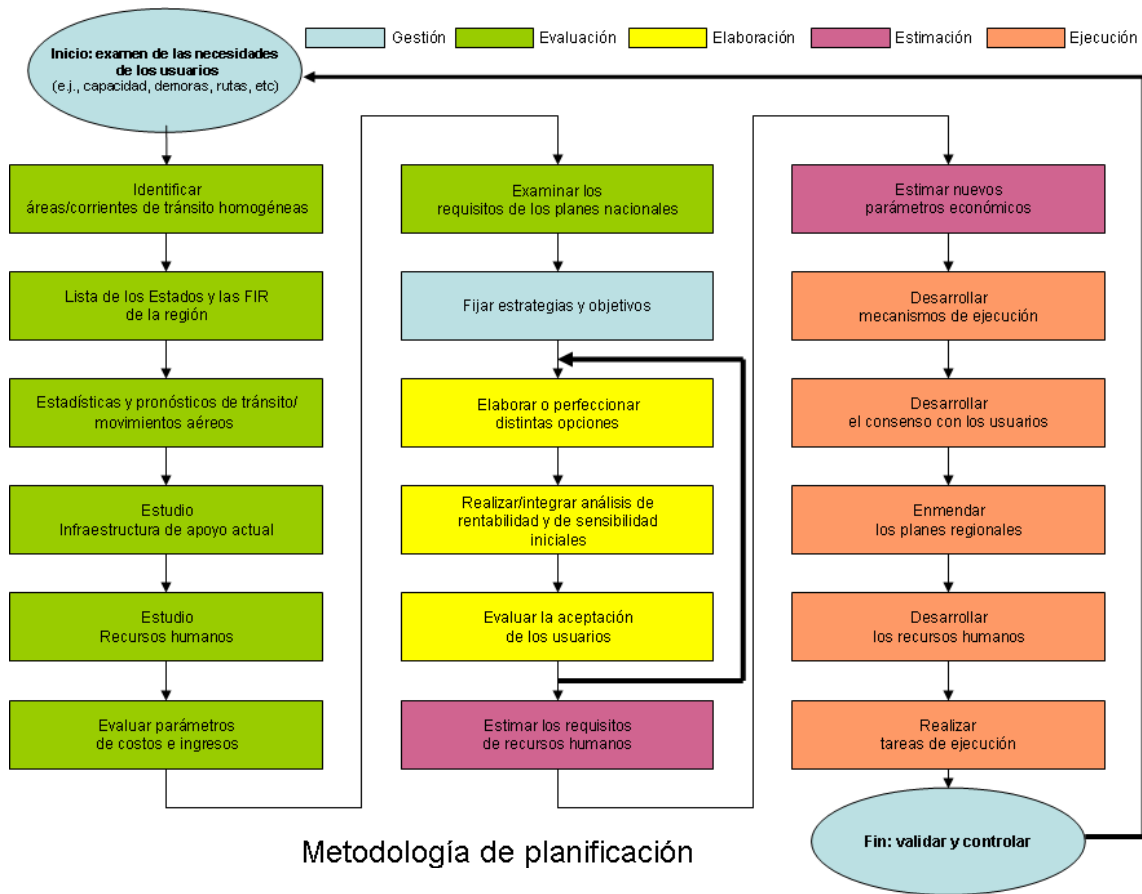 Inicio: examen de las necesidades
de los usuarios
(e.j., capacidad, demoras, rutas, etc)
Gestión
Evaluación
Elaboración
Estimación
Ejecución
Identificar
áreas/corrientes de tránsito homogéneas
Lista de los Estados y las FIR
de la región
Estadísticas y pronósticos de tránsito/
movimientos aéreos
Estudio
Infraestructura de apoyo actual
Estudio
Recursos humanos
Evaluar parámetros
de costos e ingresos
Examinar los
requisitos de los planes nacionales
Fijar estrategias y objetivos
Elaborar o perfeccionar
distintas opciones
Realizar/integrar análisis de
rentabilidad y de sensibilidad
iniciales
Evaluar la aceptación
de los usuarios
Estimar los requisitos
de recursos humanos
Estimar nuevos
parámetros económicos
Desarrollar
mecanismos de ejecución
Desarrollar
el consenso con los usuarios
Enmendar
los planes regionales
Desarrollar
los recursos humanos
Realizar
tareas de ejecución
Fin: validar y controlar
Metodología de planificación